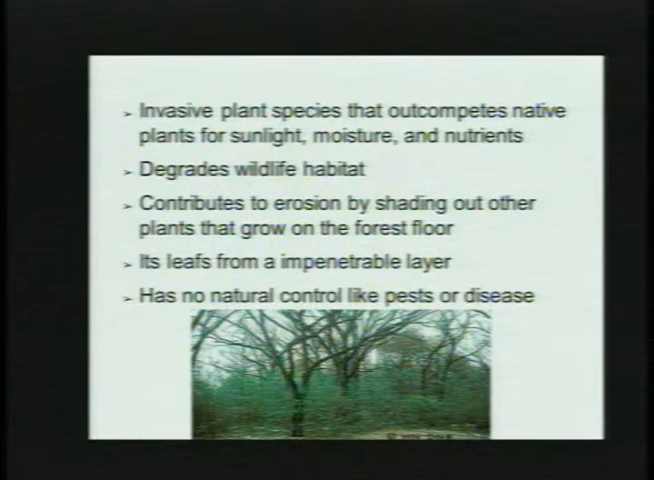 ➢ Invasive plant species that outcompetes native
plants for sunlight, moisture, and nutrients
➢ Degrades wildlife habitat
➢ Contributes to erosion by shading out other
plants that grow on the forest floor
➢ Its leafs from a impenetrable layer
➢ Has no natural control like pests or disease